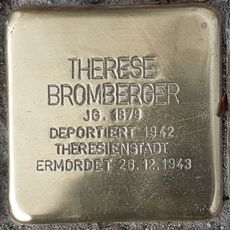 THERESE
BROMBERGER
JG. 1879
DEPORTIERT 1942
THERESIENSTADT
ERMORDET 26.12.1943